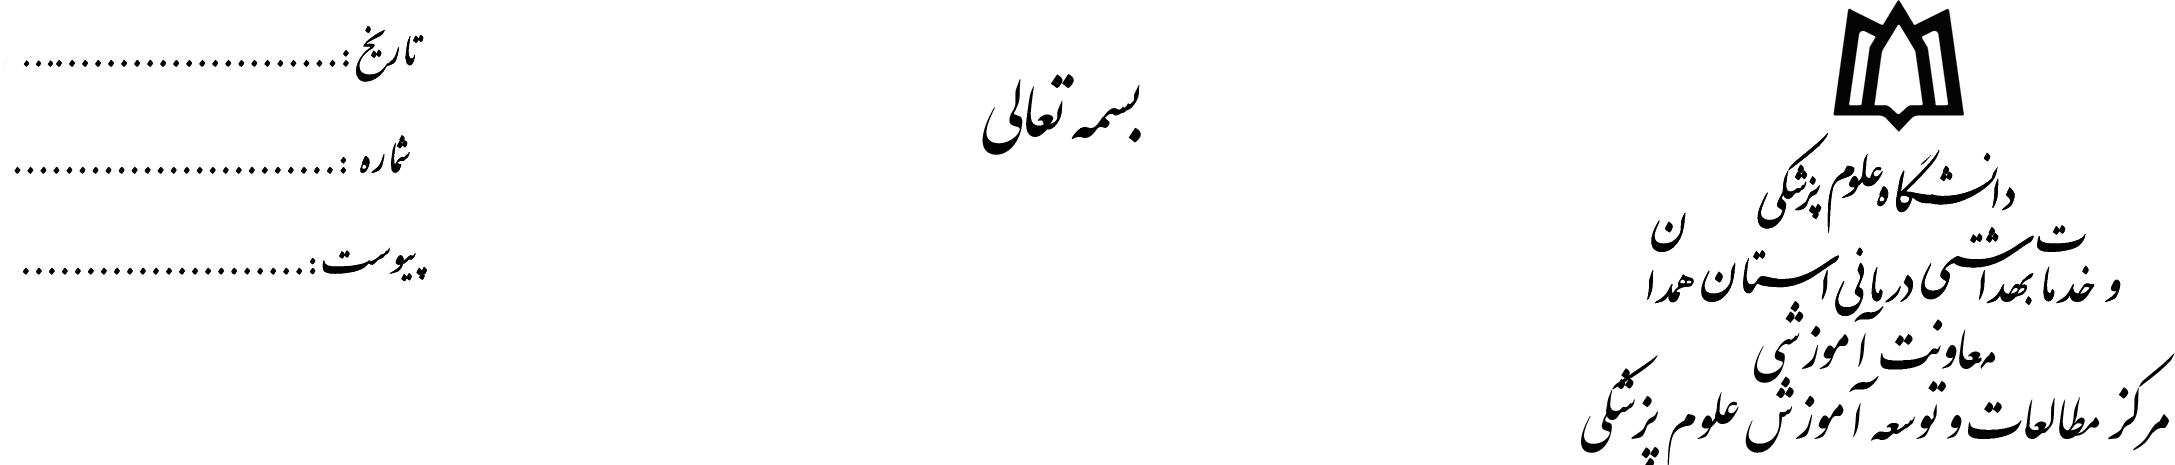 بسمه تعالی
دانشگاه علوم پزشکی
و خدمات بهداشتی درمانی استان همدان
معاونت آموزشی
مرکز مطالعات و توسعه آموزش علوم پزشکی
تاریخ :........................
شماره :.........................
پیوست:......................